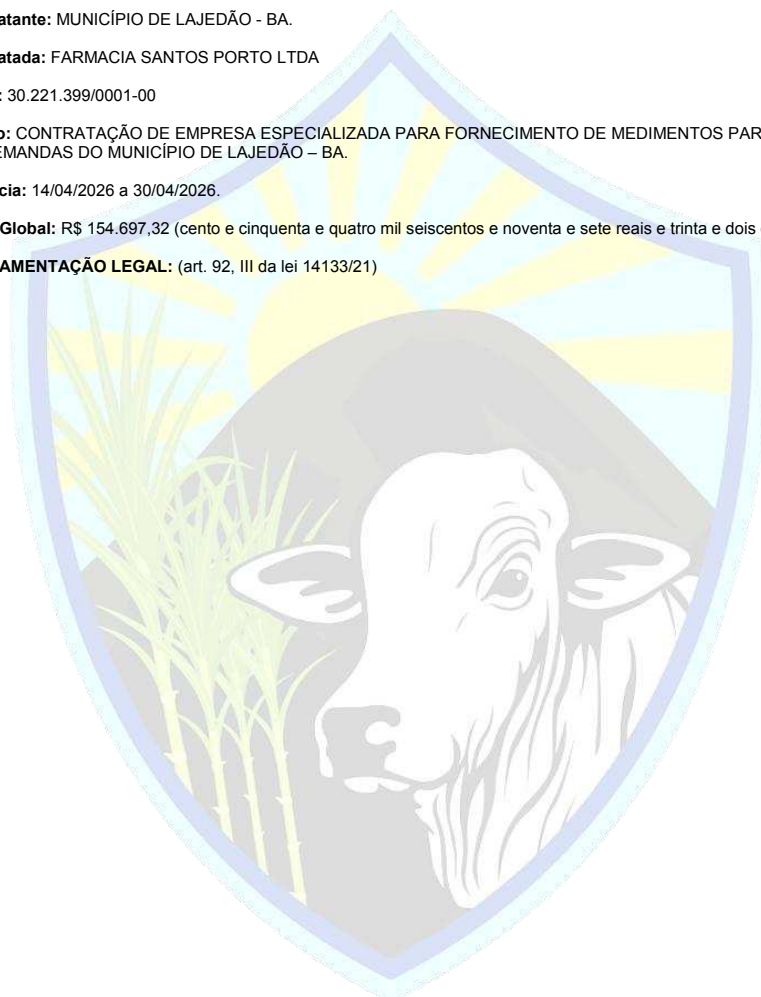 atante: MUNICÍPIO DE LAJEDÃO - BA.
atada: FARMACIA SANTOS PORTO LTDA
: 30.221.399/0001-00
o: CONTRATAÇÃO DE EMPRESA ESPECIALIZADA PARA FORNECIMENTO DE MEDIMENTOS PAR
EMANDAS DO MUNICÍPIO DE LAJEDÃO – BA.
cia: 14/04/2026 a 30/04/2026.
Global: R$ 154.697,32 (cento e cinquenta e quatro mil seiscentos e noventa e sete reais e trinta e dois
AMENTAÇÃO LEGAL: (art. 92, III da lei 14133/21)